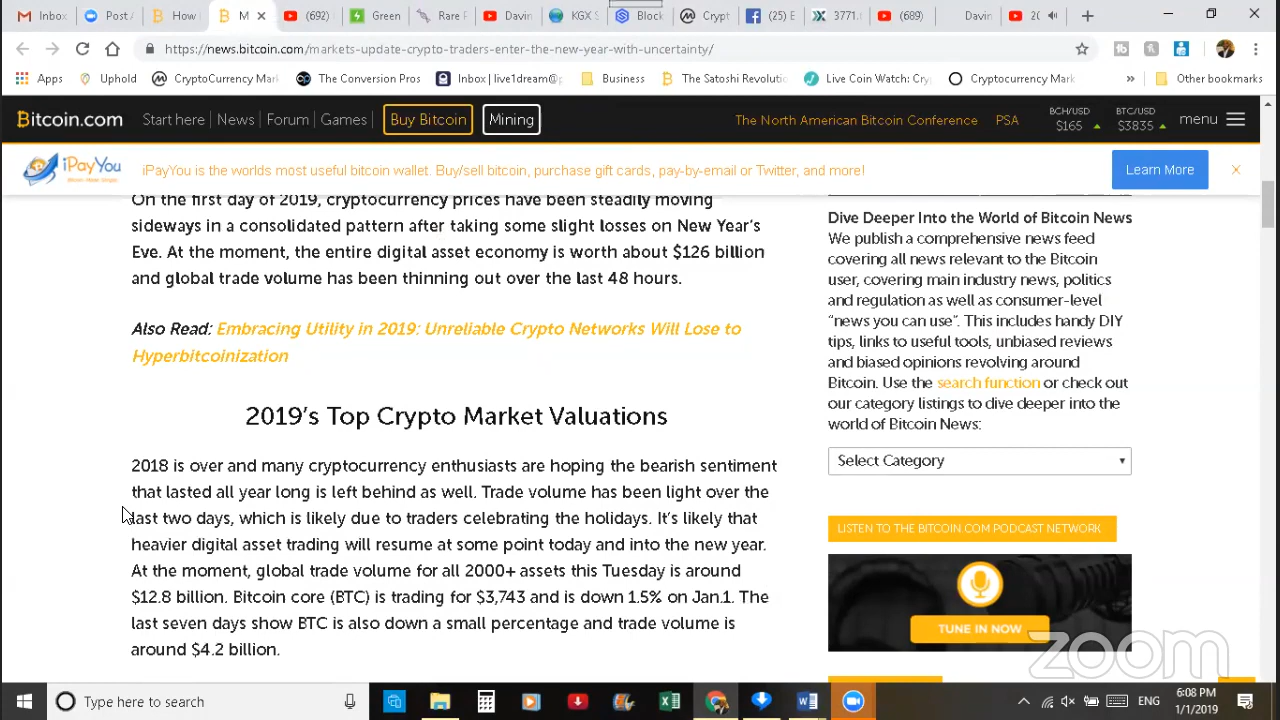 Inbox
Post A
How
M
(692)
Green
Rare F
Davin
KGX
Block
Crypt
(25) E
3771.
(689)
Davin
20
https://news.bitcoin.com/markets-update-crypto-traders-enter-the-new-year-with-uncertainty/
Apps
Uphold
CryptoCurrency Mar
The Conversion Pros
Inbox | live1dream@
Business
The Satoshi Revolutio
Live Coin Watch: Cry
Cryptocurrency Mark
»
Other bookmarks
Bitcoin.com
Start here | News | Forum | Games |
Buy Bitcoin
Mining
The North American Bitcoin Conference
PSA
BCH/USD
$165
BTC/USD
$3835
menu
iPayYou
iPayYou is the worlds most useful bitcoin wallet. Buy/sell bitcoin, purchase gift cards, pay-by-email or Twitter, and more!
Learn More
On the first day of 2019, cryptocurrency prices have been steadily moving
sideways in a consolidated pattern after taking some slight losses on New Year's
Eve. At the moment, the entire digital asset economy is worth about $126 billion
and global trade volume has been thinning out over the last 48 hours.
Also Read: Embracing Utility in 2019: Unreliable Crypto Networks Will Lose to
Hyperbitcoinization
2019's Top Crypto Market Valuations
2018 is over and many cryptocurrency enthusiasts are hoping the bearish sentiment
that lasted all year long is left behind as well. Trade volume has been light over the
last two days, which is likely due to traders celebrating the holidays. It's likely that
heavier digital asset trading will resume at some point today and into the new year.
At the moment, global trade volume for all 2000+ assets this Tuesday is around
$12.8 billion. Bitcoin core (BTC) is trading for $3,743 and is down 1.5% on Jan.1. The
last seven days show BTC is also down a small percentage and trade volume is
around $4.2 billion.
Dive Deeper Into the World of Bitcoin News
We publish a comprehensive news feed
covering all news relevant to the Bitcoin
user, covering main industry news, politics
and regulation as well as consumer-level
“news you can use”. This includes handy DIY
tips, links to useful tools, unbiased reviews
and biased opinions revolving around
Bitcoin. Use the search function or check out
our category listings to dive deeper into the
world of Bitcoin News:
Select Category
LISTEN TO THE BITCOIN.COM PODCAST NETWORK
TUNE IN NOW
zoom
Type here to search
ENG
6:08 PM
1/1/2019